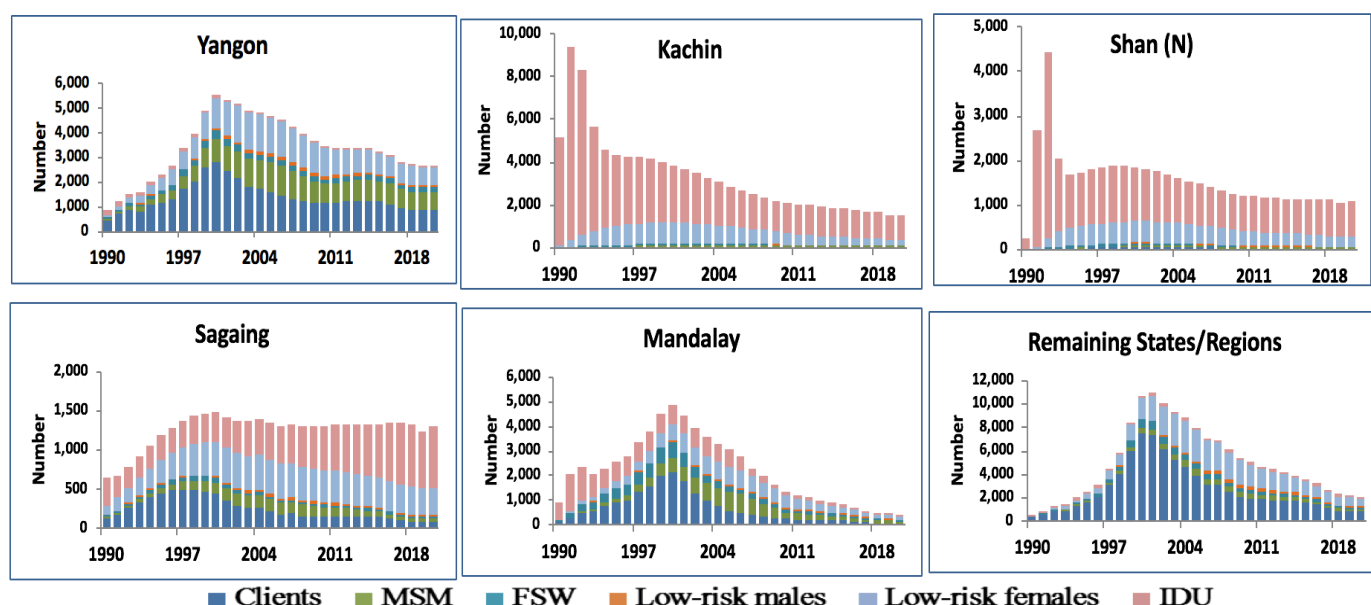 Yangon
Number
6,000
5,000
4,000
3,000
2,000
1,000
0
1990 1997 2004 2011 2018
Kachin
Number
10,000
8,000
6,000
4,000
2,000
0
1990 1997 2004 2011 2018
Shan (N)
Number
5,000
4,000
3,000
2,000
1,000
0
1990 1997 2004 2011 2018
Sagaing
Number
2,000
1,500
1,000
500
0
1990 1997 2004 2011 2018
Mandalay
Number
6,000
5,000
4,000
3,000
2,000
1,000
0
1990 1997 2004 2011 2018
Remaining States/Regions
Number
12,000
10,000
8,000
6,000
4,000
2,000
0
1990 1997 2004 2011 2018
Clients MSM FSW Low-risk males Low-risk females IDU